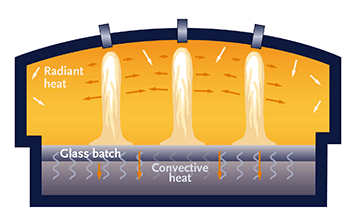 Radiant
heat
Glass batch
Convective
heat